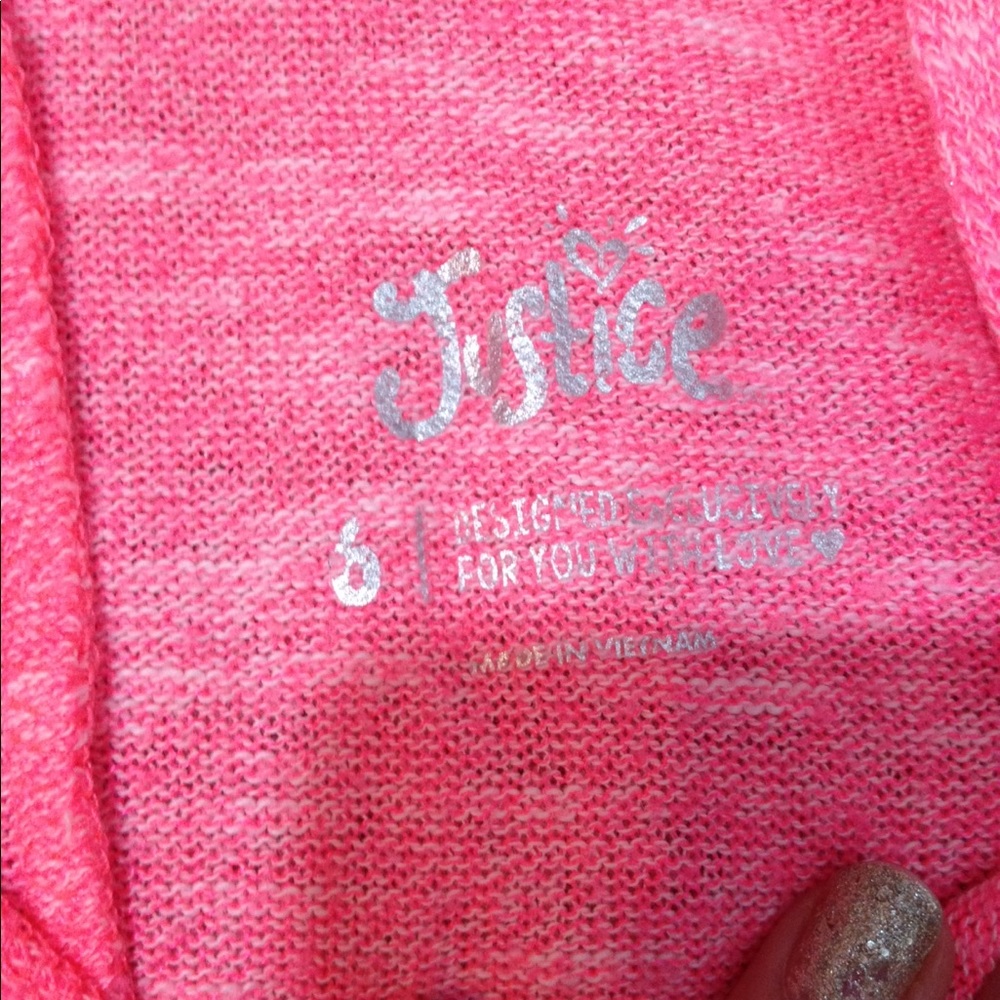 Justice
6 | DESIGNED EXCLUSIVELY
FOR YOU WITH LOVE ♥
MADE IN VIETNAM